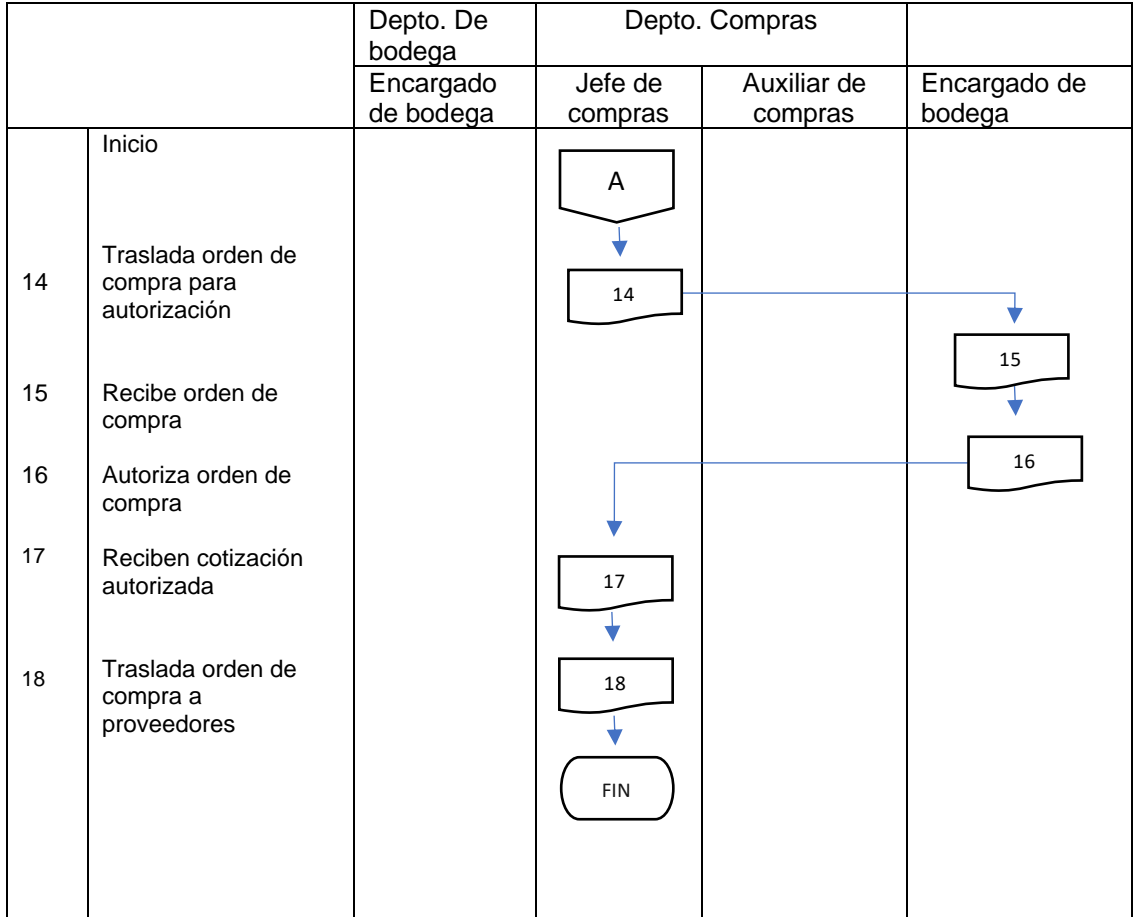 Depto. De
bodega
Depto. Compras
Encargado
de bodega
Jefe de
compras
Auxiliar de
compras
Encargado de
bodega
Inicio
A
14
Traslada orden de
compra para
autorización
14
15
15
Recibe orden de
compra
16
Autoriza orden de
compra
16
17
Reciben cotización
autorizada
17
18
Traslada orden de
compra a
proveedores
18
FIN